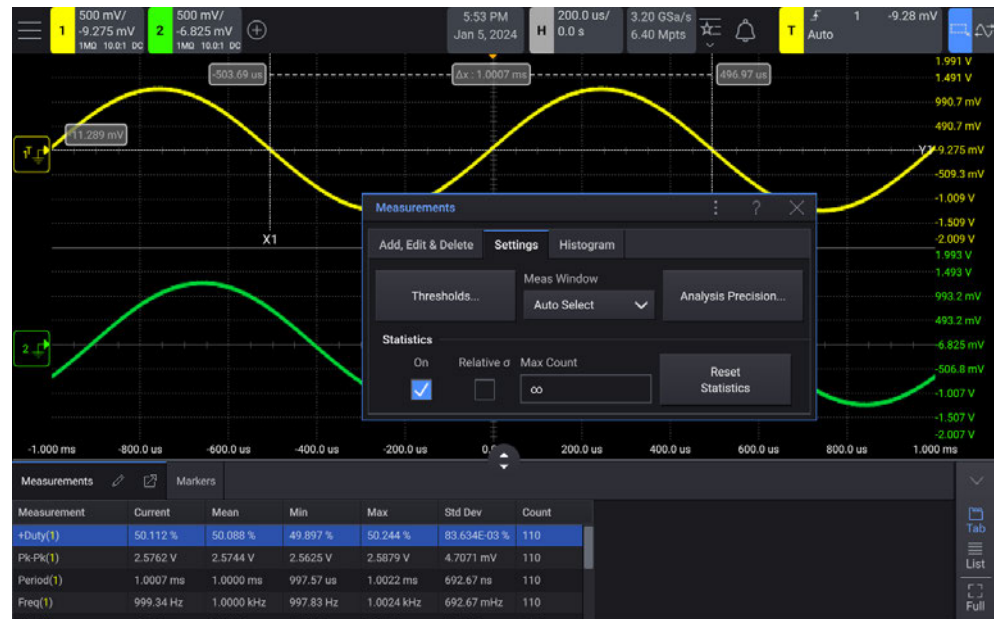 500 mV/ 500 mV/ 5:53 PM 200.0 us/ 3.20 GSa/s 1 -9.28 mV
1 -9.275 mV 2 -6.825 mV Jan 5, 2024 H 0.0 s 6.40 Mpts T Auto
1MΩ 10.0:1 DC 1MΩ 10.0:1 DC
1.991 V
-503.69 us Δx : 1.0007 ms 496.97 us 1.491 V
990.7 mV
11.289 mV 490.7 mV
1T Y1 -9.275 mV
-509.3 mV
-1.009 V
-1.509 V
X1 -2.009 V
1.993 V
1.493 V
993.2 mV
493.2 mV
2 -6.825 mV
-506.8 mV
-1.007 V
-1.507 V
-2.007 V
Measurements ?
Add, Edit & Delete Settings Histogram
Meas Window
Thresholds... Auto Select Analysis Precision...
Statistics
On Relative σ Max Count
∞ Reset
Statistics
-1.000 ms -800.0 us -600.0 us -400.0 us -200.0 us 200.0 us 400.0 us 600.0 us 800.0 us 1.000 ms
Measurements Markers
Measurement Current Mean Min Max Std Dev Count
+Duty(1) 50.112 % 50.088 % 49.897 % 50.244 % 83.634E-03 % 110
Pk-Pk(1) 2.5762 V 2.5744 V 2.5625 V 2.5879 V 4.7071 mV 110
Period(1) 1.0007 ms 1.0000 ms 997.57 us 1.0022 ms 692.67 ns 110
Freq(1) 999.34 Hz 1.0000 kHz 997.83 Hz 1.0024 kHz 692.67 mHz 110
Tab
List
Full